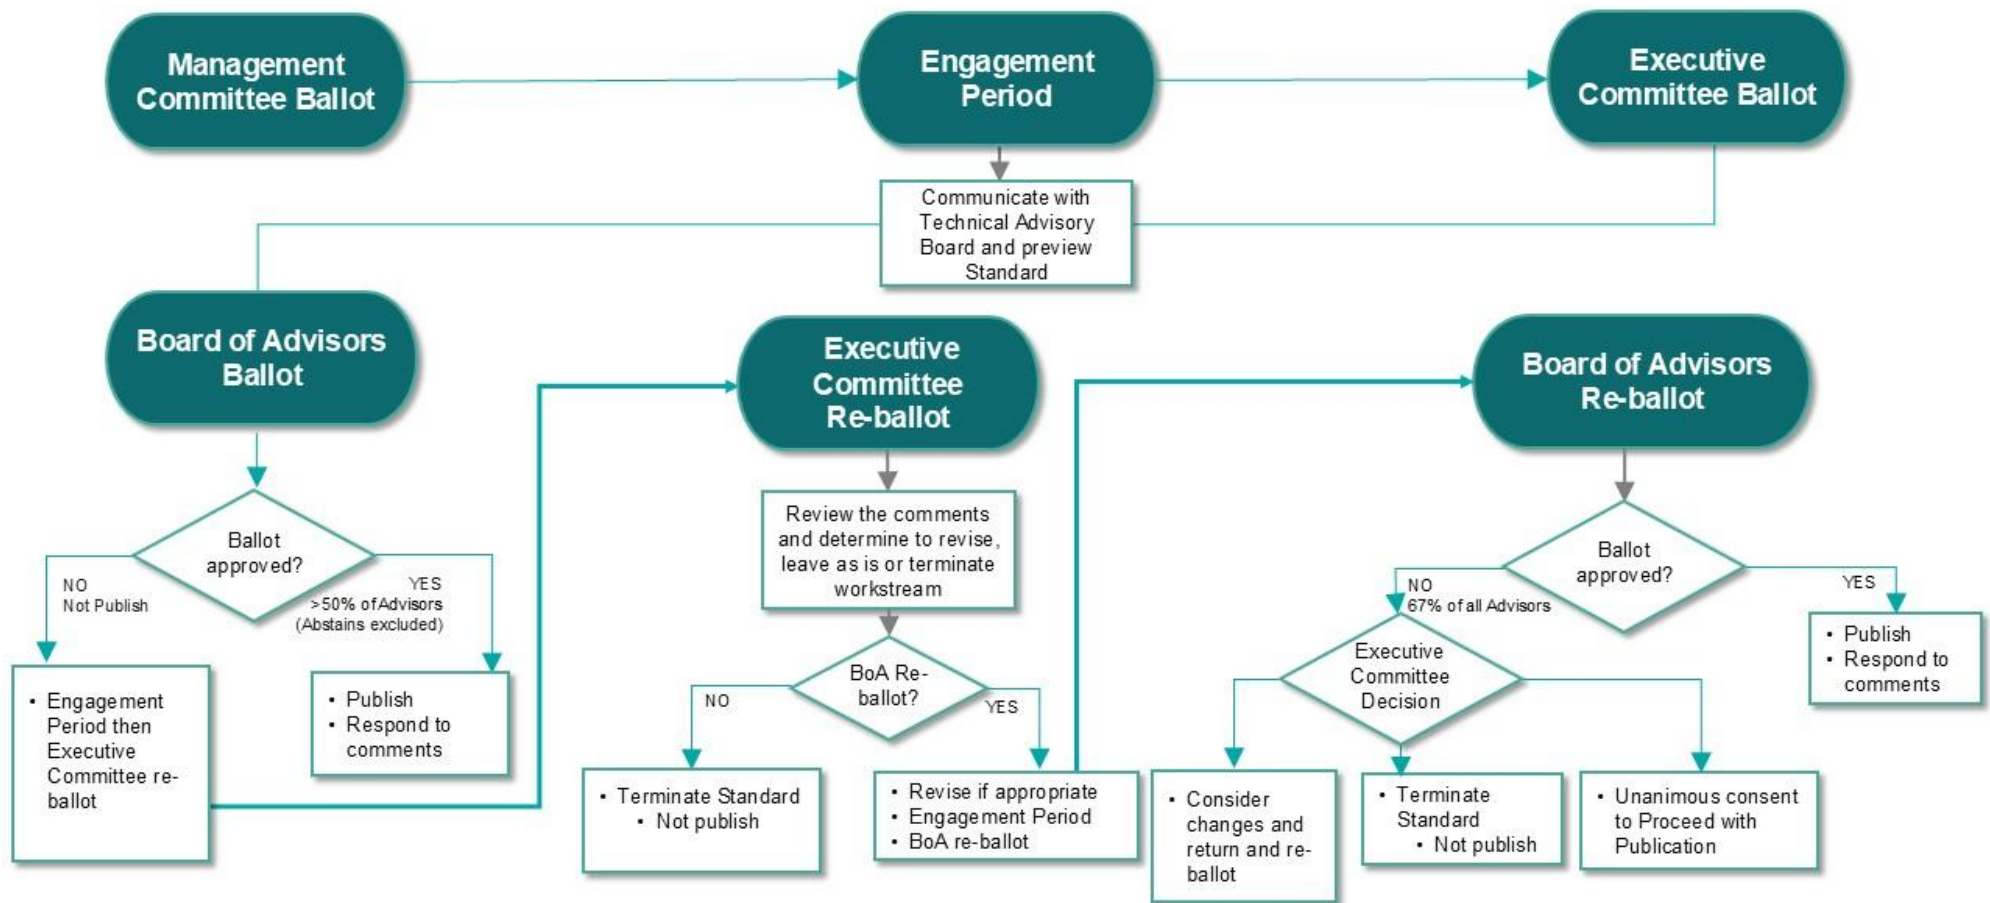 Management
Committee Ballot
Engagement
Period
Executive
Committee Ballot
Communicate with
Technical Advisory
Board and preview
Standard
Board of Advisors
Ballot
Executive
Committee
Re-ballot
Board of Advisors
Re-ballot
Ballot
approved?
NO
Not Publish
YES
>50% of Advisors
(Abstains excluded)
• Engagement
Period then
Executive
Committee re-
ballot
• Publish
• Respond to
comments
Review the comments
and determine to revise,
leave as is or terminate
workstream
BoA Re-
ballot?
NO
YES
• Terminate Standard
• Not publish
• Revise if appropriate
• Engagement Period
• BoA re-ballot
Ballot
approved?
NO
67% of all Advisors
YES
• Publish
• Respond to
comments
Executive
Committee
Decision
• Consider
changes and
return and re-
ballot
• Terminate
Standard
• Not publish
• Unanimous consent
to Proceed with
Publication